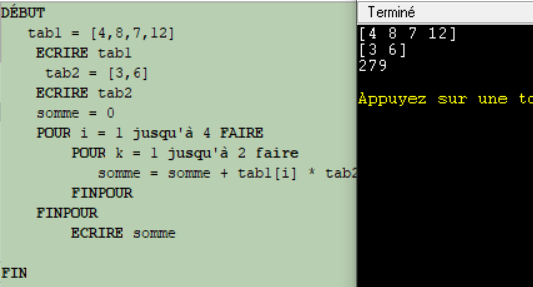 DÉBUT
tab1 = [4,8,7,12]
ECRIRE tab1
tab2 = [3,6]
ECRIRE tab2
somme = 0
POUR i = 1 jusqu'à 4 FAIRE
POUR k = 1 jusqu'à 2 faire
somme = somme + tab1[i] * tab2
FINPOUR
FINPOUR
ECRIRE somme
FIN
Terminé
[4 8 7 12]
[3 6]
279
Appuyez sur une to